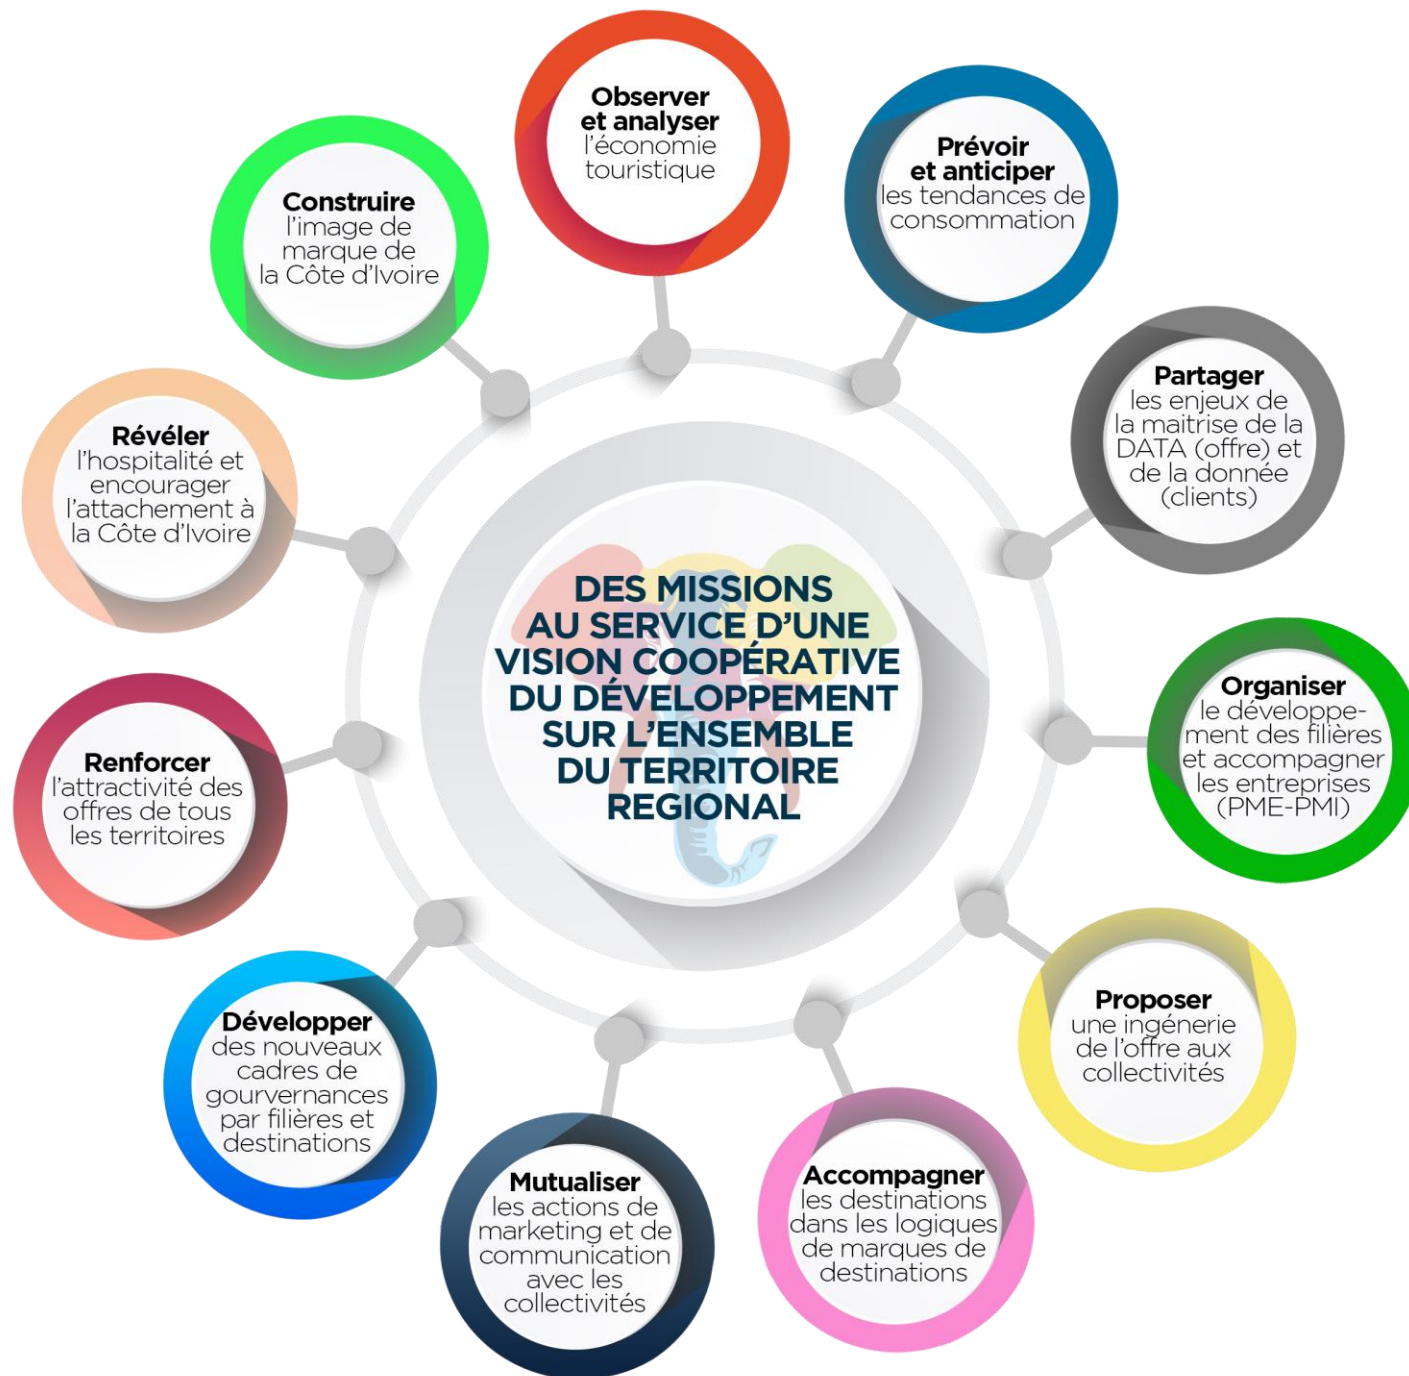 DES MISSIONS
AU SERVICE D'UNE
VISION COOPÉRATIVE
DU DÉVELOPPEMENT
SUR L'ENSEMBLE
DU TERRITOIRE
REGIONAL
Observer
et analyser
l'économie
touristique
Prévoir
et anticiper
les tendances de
consommation
Partager
les enjeux de
la maitrise de la
DATA (offre) et
de la donnée
(clients)
Organiser
le développe-
ment des filières
et accompagner
les entreprises
(PME-PMI)
Proposer
une ingénerie
de l'offre aux
collectivités
Accompagner
les destinations
dans les logiques
de marques de
destinations
Mutualiser
les actions de
marketing et de
communication
avec les
collectivités
Développer
des nouveaux
cadres de
gourvernances
par filières et
destinations
Renforcer
l'attractivité des
offres de tous
les territoires
Révéler
l'hospitalité et
encourager
l'attachement à
la Côte d'Ivoire
Construire
l'image de
marque de
la Côte d'Ivoire